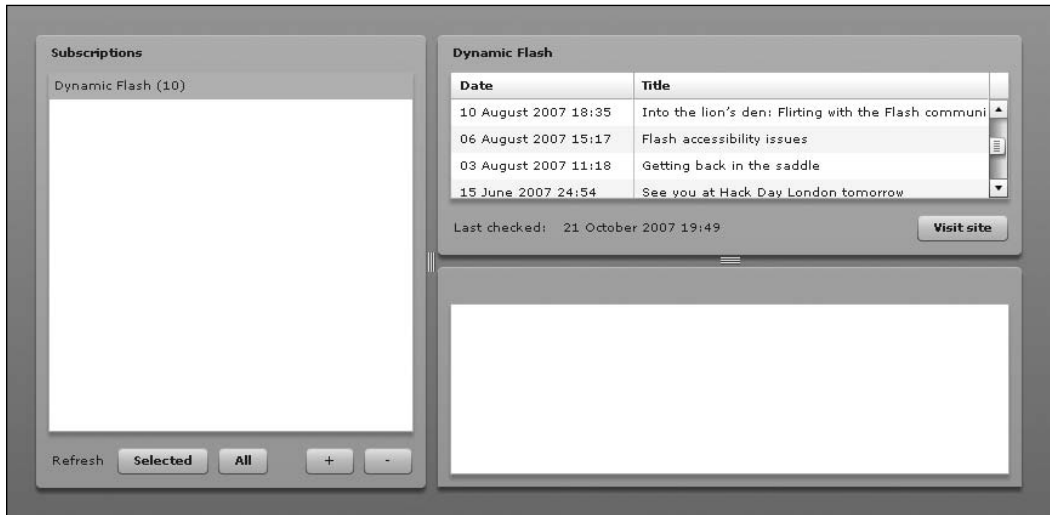 Subscriptions
Dynamic Flash (10)
Refresh Selected All + -
Dynamic Flash
Date Title
10 August 2007 18:35 Into the lion's den: Flirting with the Flash communi
06 August 2007 15:17 Flash accessibility issues
03 August 2007 11:18 Getting back in the saddle
15 June 2007 24:54 See you at Hack Day London tomorrow
Last checked: 21 October 2007 19:49 Visit site